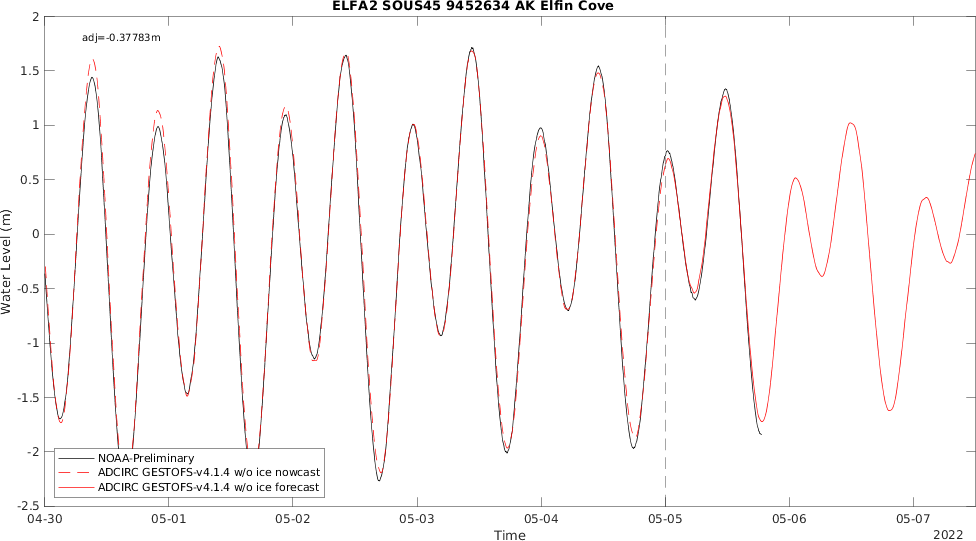 ELFA2 SOUS45 9452634 AK Elfin Cove
adj=-0.37783m
2
1.5
1
0.5
0
-0.5
-1
-1.5
-2
-2.5
Water Level (m)
NOAA-Preliminary
ADCIRC GESTOFS-v4.1.4 w/o ice nowcast
ADCIRC GESTOFS-v4.1.4 w/o ice forecast
04-30 05-01 05-02 05-03 05-04 05-05 05-06 05-07
Time
2022